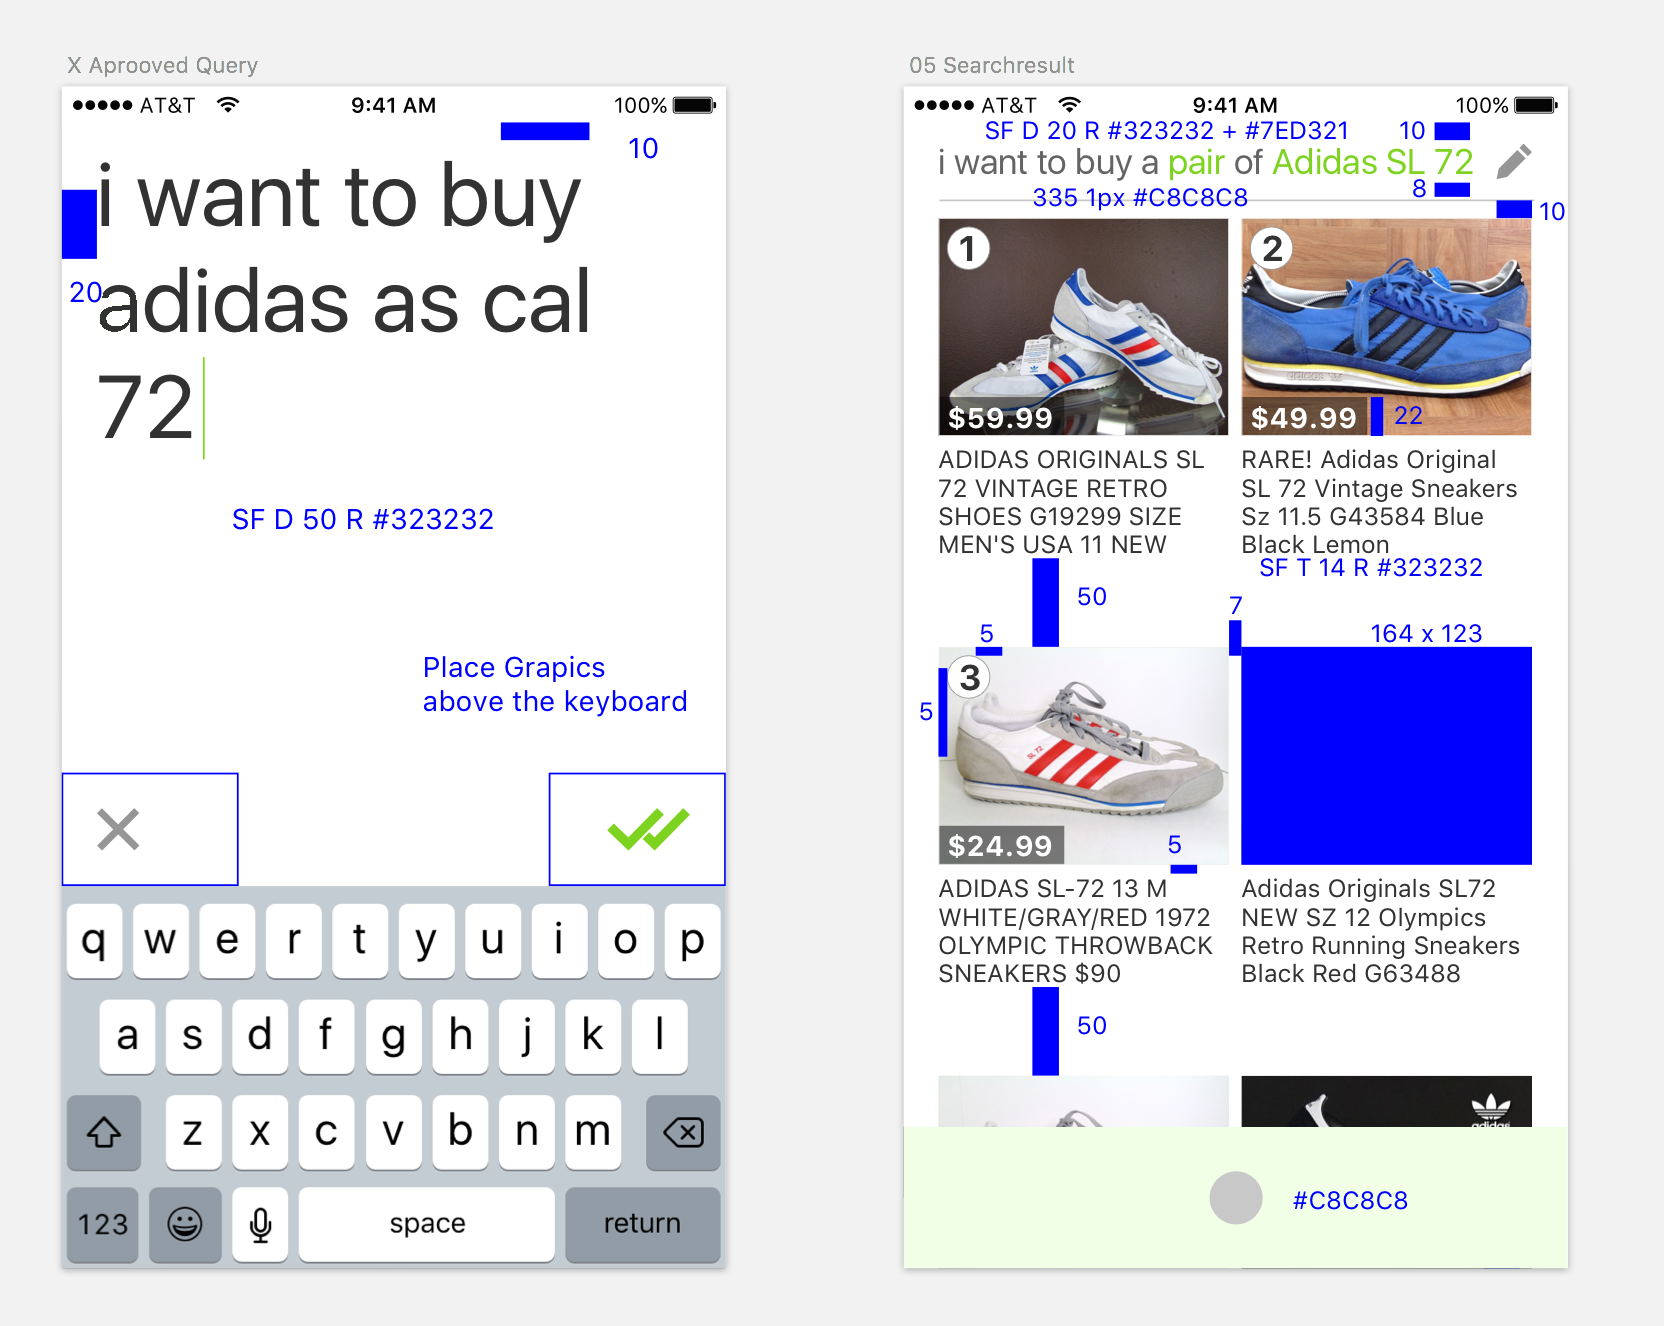 X Aprooved Query
AT&T
9:41 AM
100%
10
i want to buy
20
adidas as cal
72
SF D 50 R #323232
Place Grapics
above the keyboard
q w e r t y u i o p
a s d f g h j k l
z x c v b n m
123
space
return
05 Searchresult
AT&T
9:41 AM
100%
SF D 20 R #323232 + #7ED321
10
i want to buy a pair of Adidas SL 72
8
335 1px #C8C8C8
10
1
$59.99
2
$49.99
22
ADIDAS ORIGINALS SL
72 VINTAGE RETRO
SHOES G19299 SIZE
MEN'S USA 11 NEW
RARE! Adidas Original
SL 72 Vintage Sneakers
Sz 11.5 G43584 Blue
Black Lemon
SF T 14 R #323232
50
7
5
164 x 123
3
5
SL 72
$24.99
5
ADIDAS SL-72 13 M
WHITE/GRAY/RED 1972
OLYMPIC THROWBACK
SNEAKERS $90
Adidas Originals SL72
NEW SZ 12 Olympics
Retro Running Sneakers
Black Red G63488
50
adidas
#C8C8C8